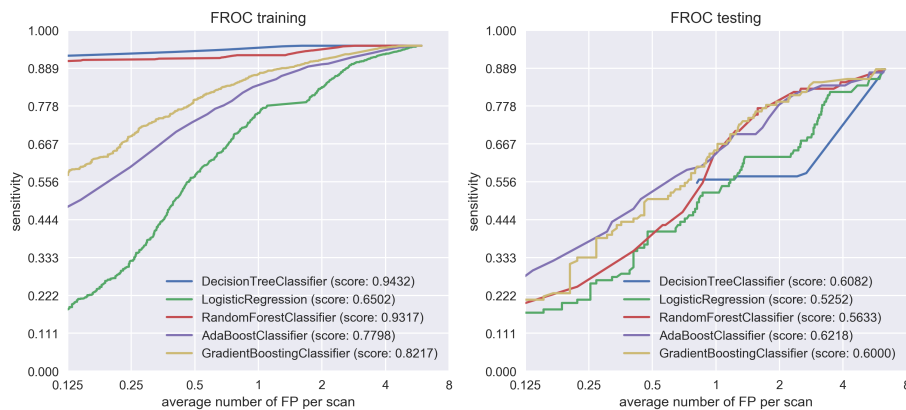 FROC training
1.000
0.889
0.778
0.667
0.556
0.444
0.333
0.222
0.111
0.000
sensitivity
DecisionTreeClassifier (score: 0.9432)
LogisticRegression (score: 0.6502)
RandomForestClassifier (score: 0.9317)
AdaBoostClassifier (score: 0.7798)
GradientBoostingClassifier (score: 0.8217)
0.125 0.25 0.5 1 2 4 8
average number of FP per scan
FROC testing
1.000
0.889
0.778
0.667
0.556
0.444
0.333
0.222
0.111
0.000
sensitivity
DecisionTreeClassifier (score: 0.6082)
LogisticRegression (score: 0.5252)
RandomForestClassifier (score: 0.5633)
AdaBoostClassifier (score: 0.6218)
GradientBoostingClassifier (score: 0.6000)
0.125 0.25 0.5 1 2 4 8
average number of FP per scan